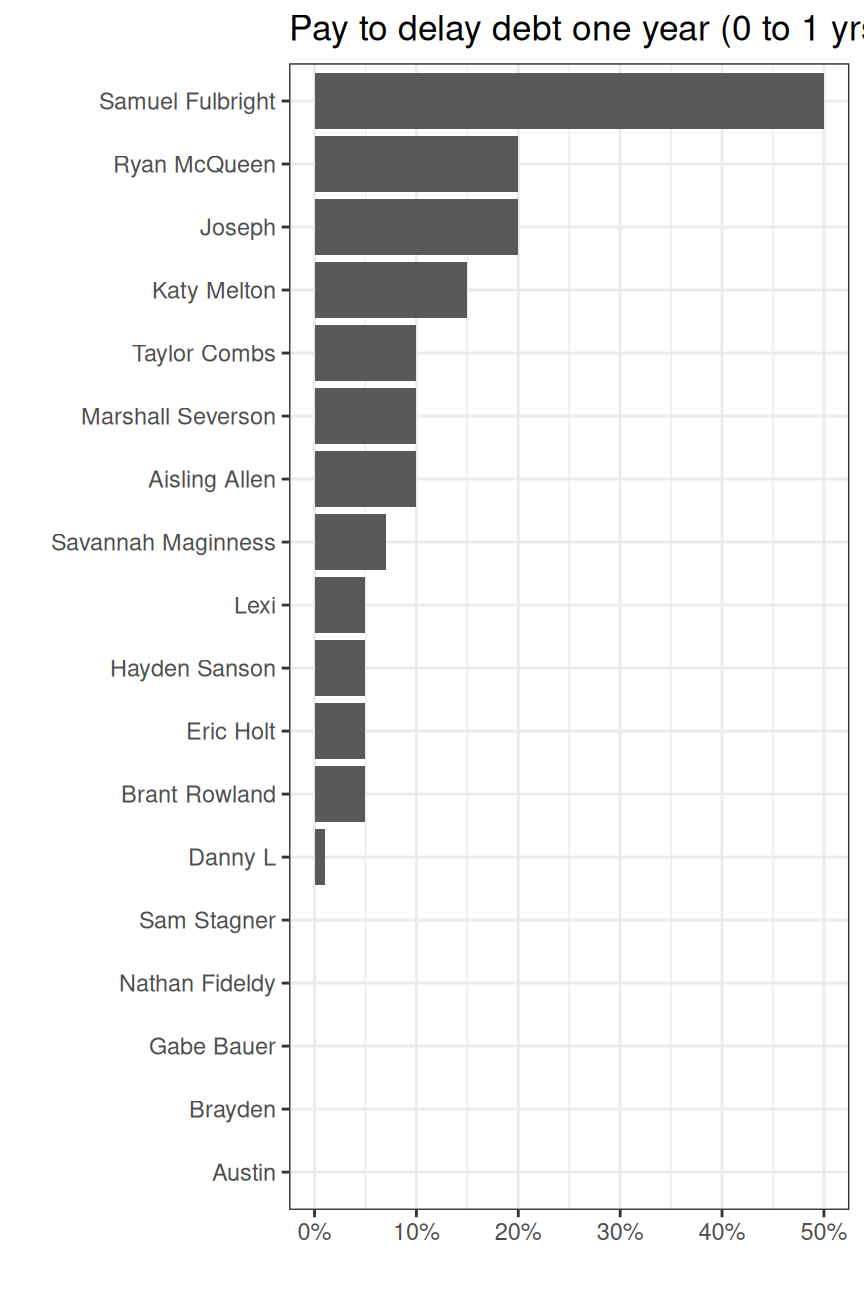 Pay to delay debt one year (0 to 1 yrs
Samuel Fulbright
Ryan McQueen
Joseph
Katy Melton
Taylor Combs
Marshall Severson
Aisling Allen
Savannah Maginness
Lexi
Hayden Sanson
Eric Holt
Brant Rowland
Danny L
Sam Stagner
Nathan Fideldy
Gabe Bauer
Brayden
Austin
0% 10% 20% 30% 40% 50%